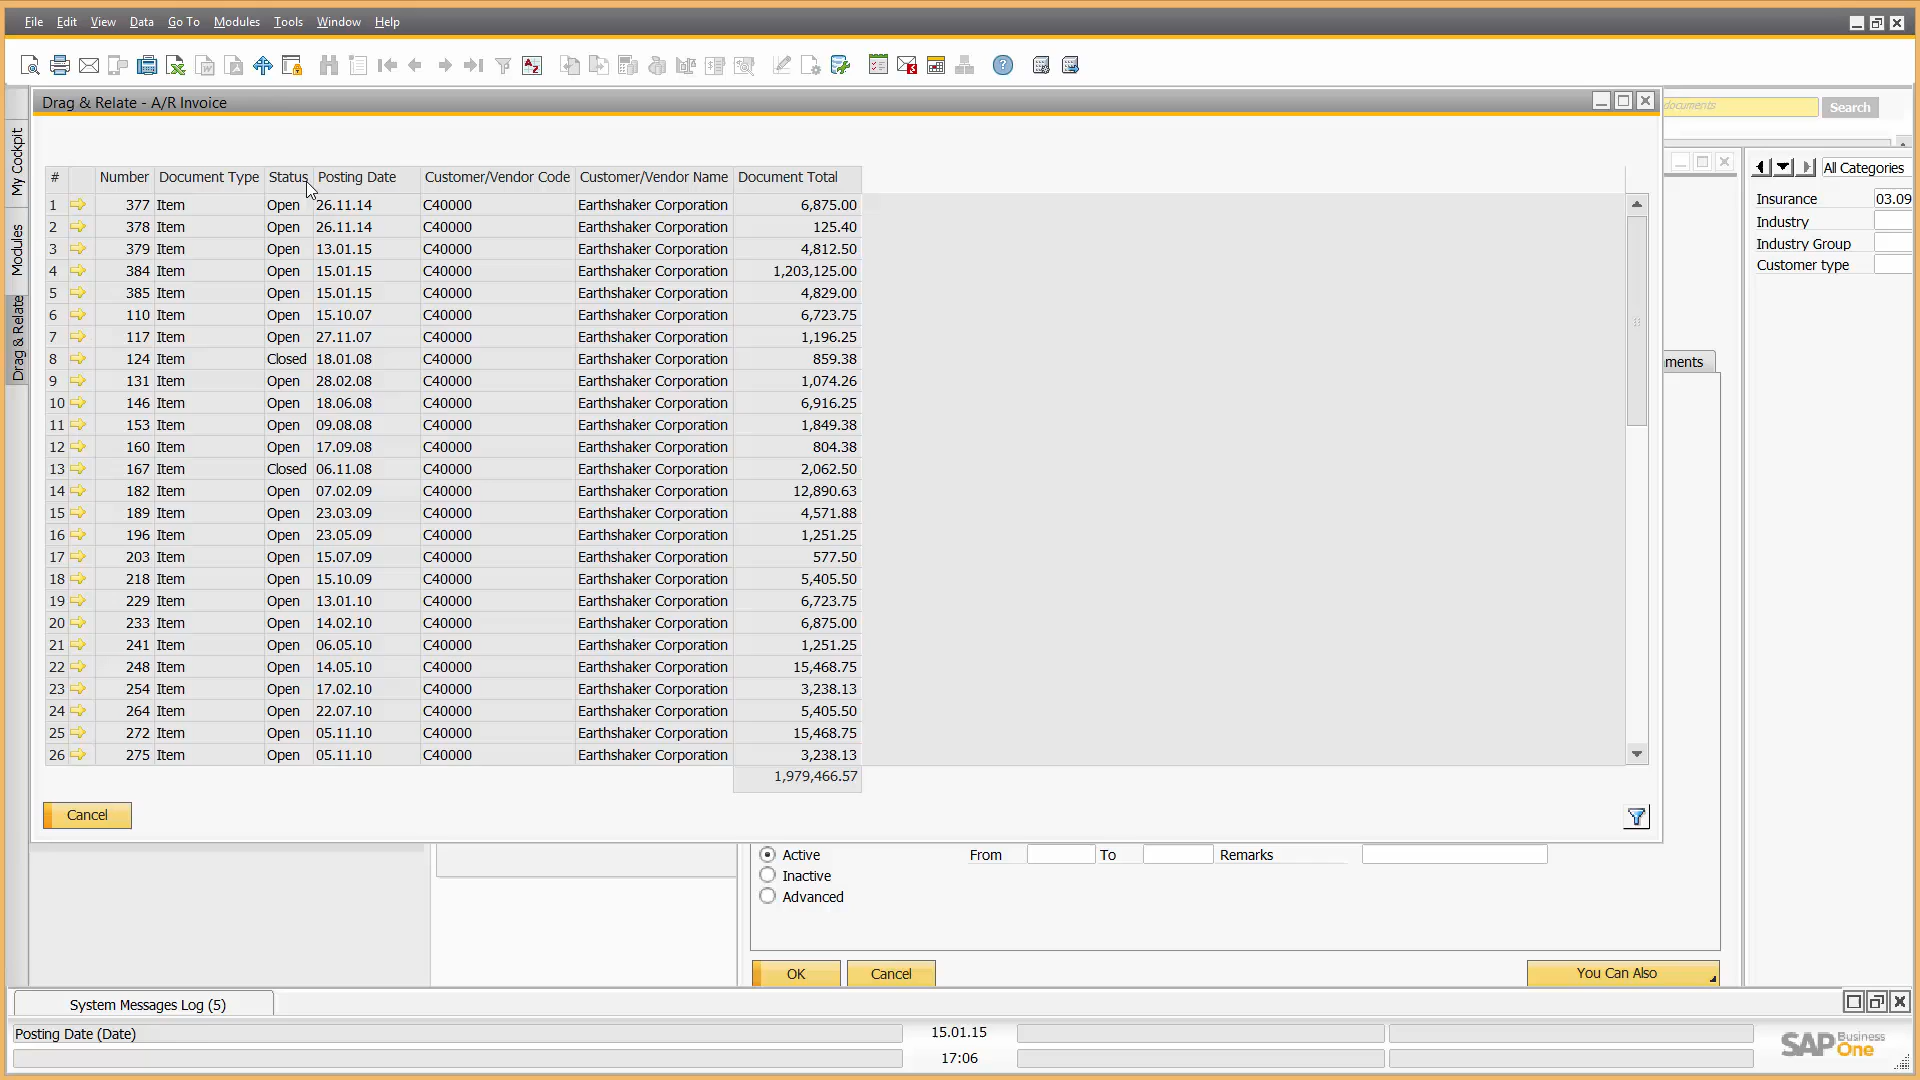 File Edit View Data Go To Modules Tools Window Help
Drag & Relate - A/R Invoice
documents Search
My Cockpit
Modules
Drag & Relate
# Number Document Type Status Posting Date Customer/Vendor Code Customer/Vendor Name Document Total
1 377 Item Open 26.11.14 C40000 Earthshaker Corporation 6,875.00
2 378 Item Open 26.11.14 C40000 Earthshaker Corporation 125.40
3 379 Item Open 13.01.15 C40000 Earthshaker Corporation 4,812.50
4 384 Item Open 15.01.15 C40000 Earthshaker Corporation 1,203,125.00
5 385 Item Open 15.01.15 C40000 Earthshaker Corporation 4,829.00
6 110 Item Open 15.10.07 C40000 Earthshaker Corporation 6,723.75
7 117 Item Open 27.11.07 C40000 Earthshaker Corporation 1,196.25
8 124 Item Closed 18.01.08 C40000 Earthshaker Corporation 859.38
9 131 Item Open 28.02.08 C40000 Earthshaker Corporation 1,074.26
10 146 Item Open 18.06.08 C40000 Earthshaker Corporation 6,916.25
11 153 Item Open 09.08.08 C40000 Earthshaker Corporation 1,849.38
12 160 Item Open 17.09.08 C40000 Earthshaker Corporation 804.38
13 167 Item Closed 06.11.08 C40000 Earthshaker Corporation 2,062.50
14 182 Item Open 07.02.09 C40000 Earthshaker Corporation 12,890.63
15 189 Item Open 23.03.09 C40000 Earthshaker Corporation 4,571.88
16 196 Item Open 23.05.09 C40000 Earthshaker Corporation 1,251.25
17 203 Item Open 15.07.09 C40000 Earthshaker Corporation 577.50
18 218 Item Open 15.10.09 C40000 Earthshaker Corporation 5,405.50
19 229 Item Open 13.01.10 C40000 Earthshaker Corporation 6,723.75
20 233 Item Open 14.02.10 C40000 Earthshaker Corporation 6,875.00
21 241 Item Open 06.05.10 C40000 Earthshaker Corporation 1,251.25
22 248 Item Open 14.05.10 C40000 Earthshaker Corporation 15,468.75
23 254 Item Open 17.02.10 C40000 Earthshaker Corporation 3,238.13
24 264 Item Open 22.07.10 C40000 Earthshaker Corporation 5,405.50
25 272 Item Open 05.11.10 C40000 Earthshaker Corporation 15,468.75
26 275 Item Open 05.11.10 C40000 Earthshaker Corporation 3,238.13
1,979,466.57
Cancel
All Categories
Insurance 03.09
Industry
Industry Group
Customer type
ments
Active From To Remarks
Inactive
Advanced
OK Cancel You Can Also
System Messages Log (5)
Posting Date (Date) 15.01.15
17:06
SAP Business One